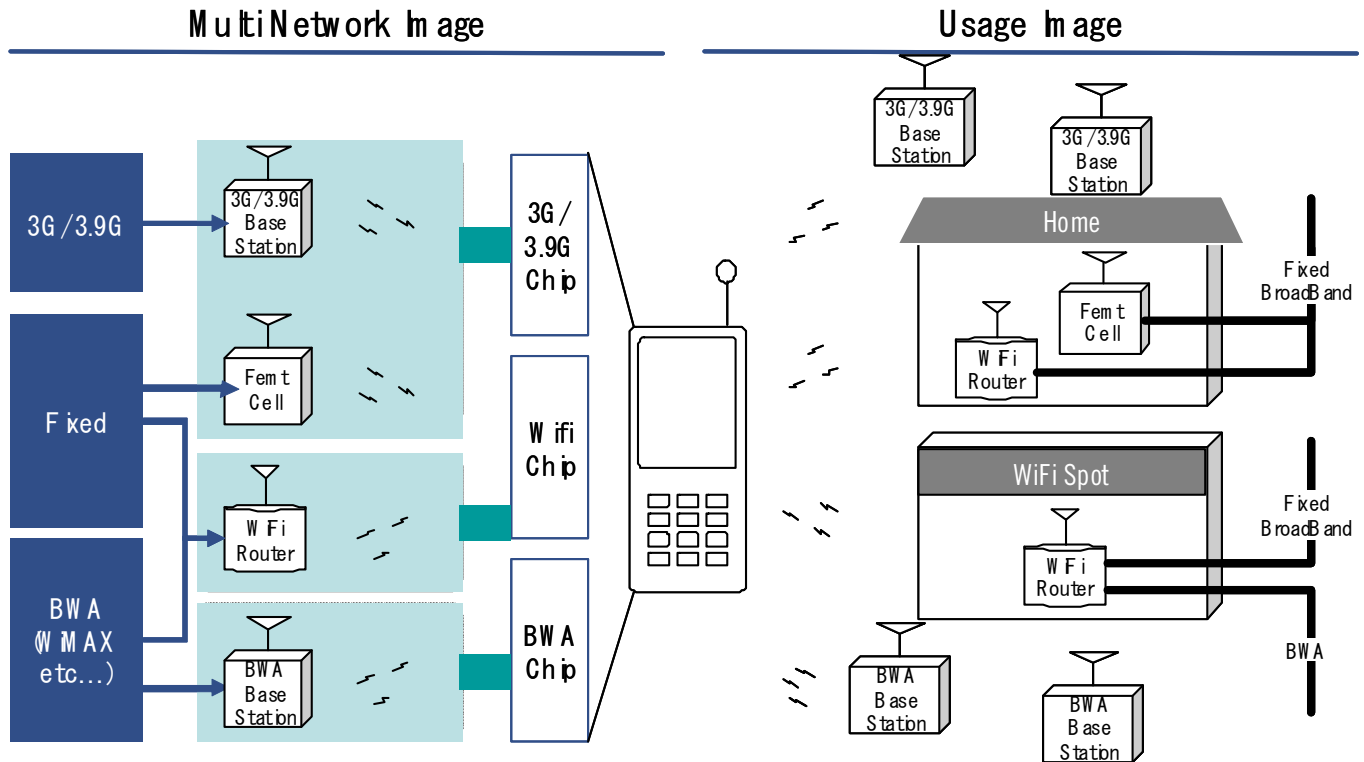 MultiNetwork Image
Usage Image
3G/3.9G
Fixed
BWA
(WiMAX
etc...)
3G/3.9G
Base
Station
Femt
Cell
WiFi
Router
BWA
Base
Station
3G/
3.9G
Chip
Wifi
Chip
BWA
Chip
3G/3.9G
Base
Station
3G/3.9G
Base
Station
Home
Femt
Cell
WiFi
Router
Fixed
BroadBand
WiFi Spot
WiFi
Router
Fixed
BroadBand
BWA
BWA
Base
Station
BWA
Base
Station